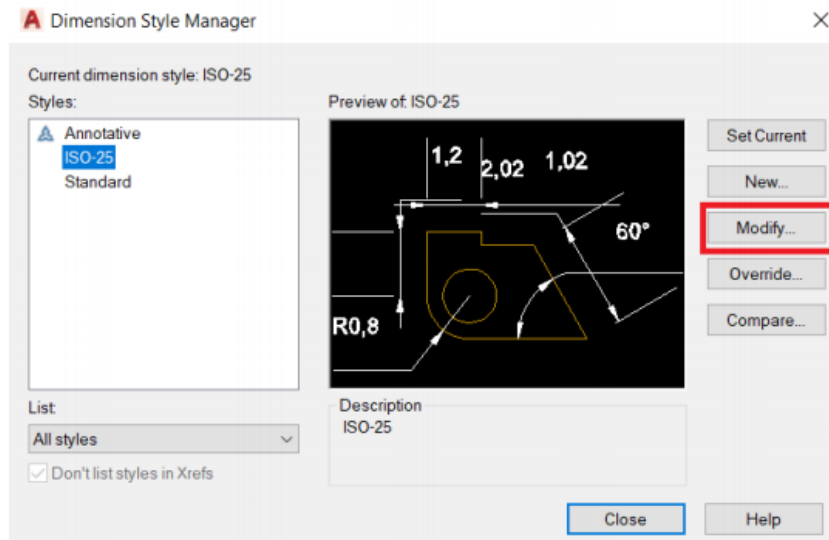 Dimension Style Manager
Current dimension style: ISO-25
Styles:
Annotative
ISO-25
Standard
Preview of: ISO-25
1,2
2,02
1,02
60°
R0,8
Set Current
New...
Modify...
Override...
Compare...
List:
All styles
Don't list styles in Xrefs
Description
ISO-25
Close
Help